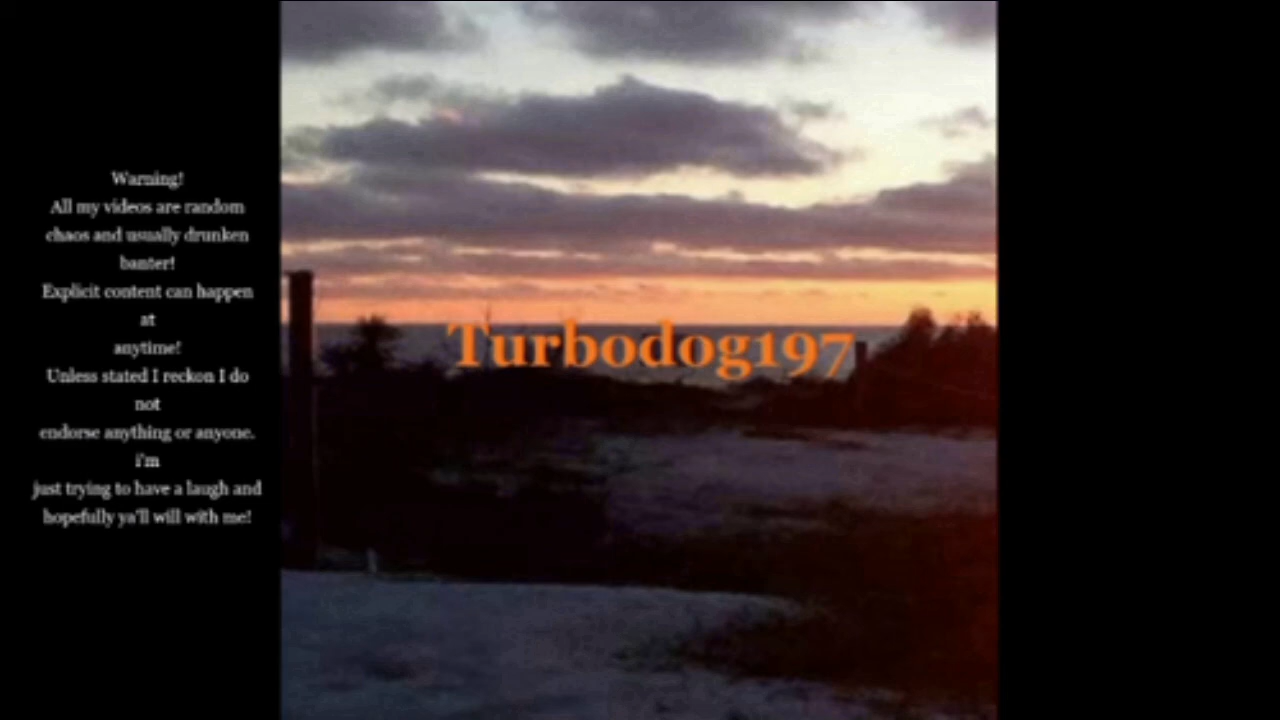 Warning!
All my videos are random
chaos and usually drunken
banter!
Explicit content can happen
at
anytime!
Unless stated I reckon I do
not
endorse anything or anyone.
i'm
just trying to have a laugh and
hopefully ya'll will with me!
Turbodog197